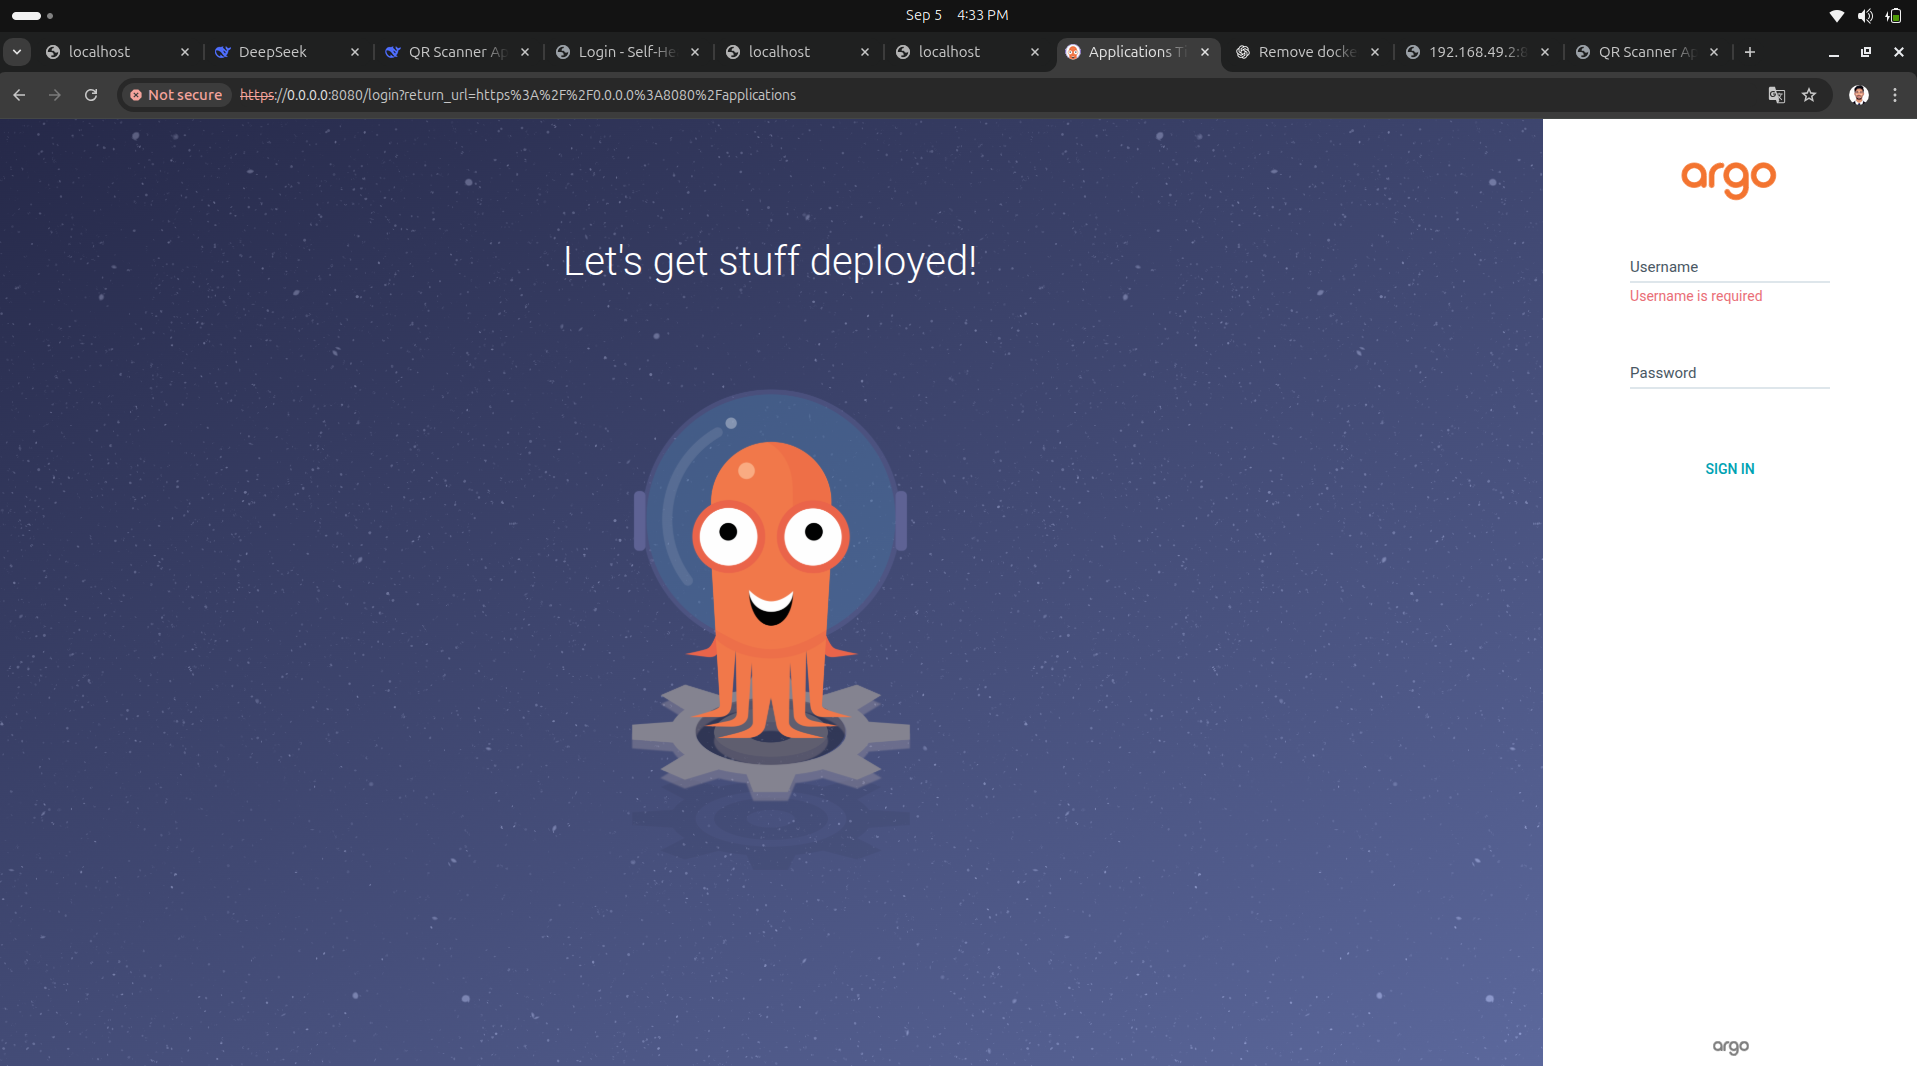 Sep 5 4:33 PM
localhost
DeepSeek
QR Scanner Ap
Login - Self-He
localhost
localhost
Applications Ti
Remove docke
192.168.49.2:8
QR Scanner Ap
Not secure https://0.0.0.0:8080/login?return_url=https%3A%2F%2F0.0.0.0%3A8080%2Fapplications
Let's get stuff deployed!
argo
Username
Username is required
Password
SIGN IN
argo